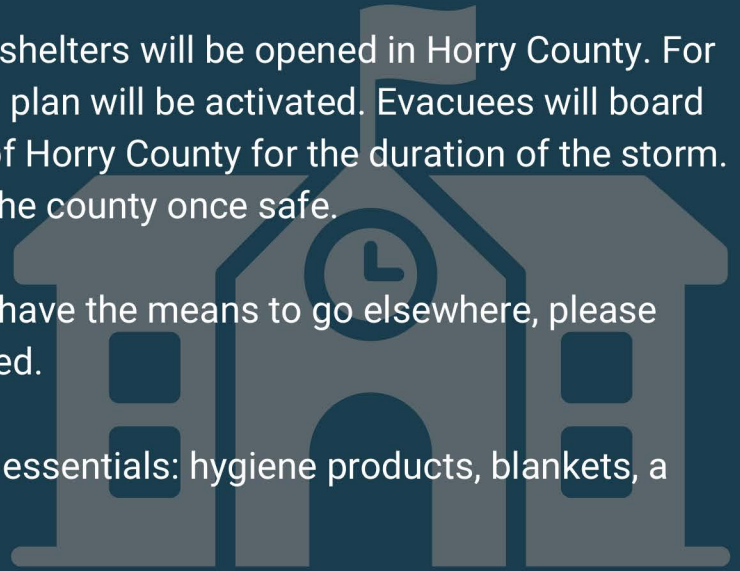 shelters will be opened in Horry County. For
plan will be activated. Evacuees will board
of Horry County for the duration of the storm.
he county once safe.
have the means to go elsewhere, please
ed.
essentials: hygiene products, blankets, a